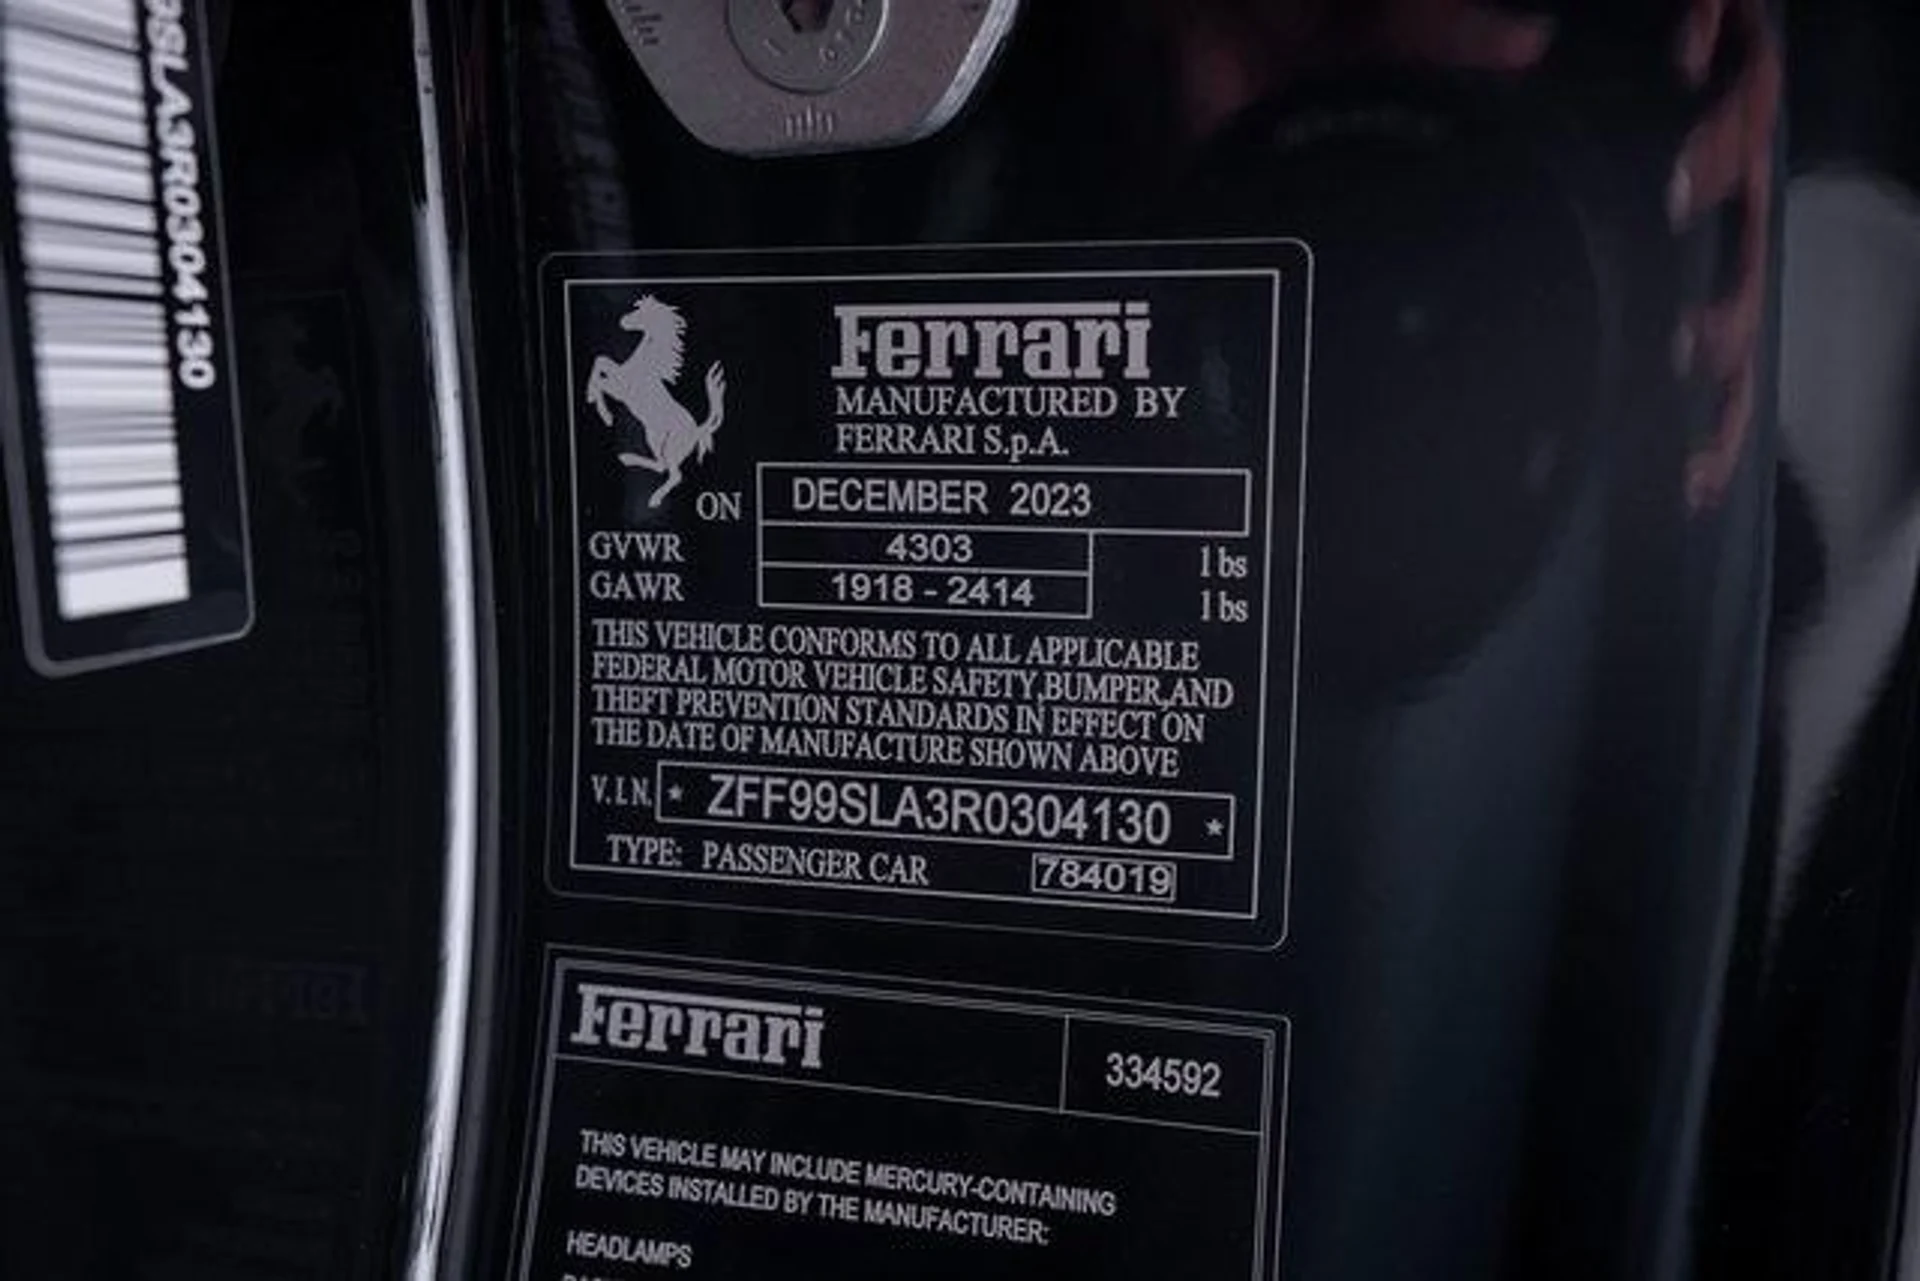 9SLA3R0304130
Ferrari
MANUFACTURED BY
FERRARI S.p.A.
ON DECEMBER 2023
GVWR 4303 lbs
GAWR 1918 - 2414 lbs
THIS VEHICLE CONFORMS TO ALL APPLICABLE
FEDERAL MOTOR VEHICLE SAFETY,BUMPER,AND
THEFT PREVENTION STANDARDS IN EFFECT ON
THE DATE OF MANUFACTURE SHOWN ABOVE
V.I.N. * ZFF99SLA3R0304130 *
TYPE: PASSENGER CAR 784019
Ferrari 334592
THIS VEHICLE MAY INCLUDE MERCURY-CONTAINING
DEVICES INSTALLED BY THE MANUFACTURER:
HEADLAMPS